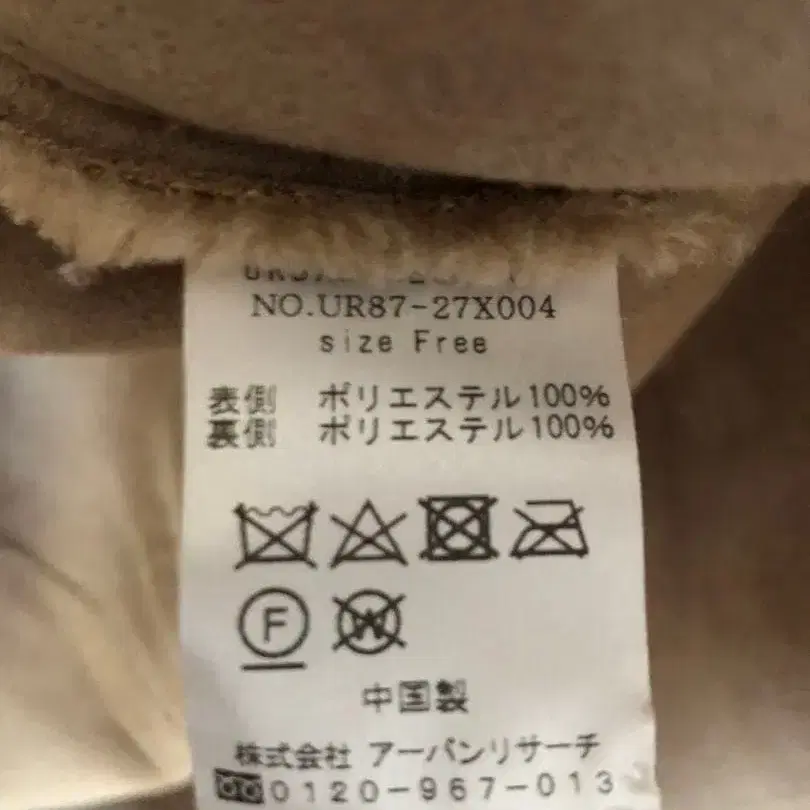 NO.UR87-27X004
size Free
表側 ポリエステル100%
裏側 ポリエステル100%
F
W
中国製
株式会社 アーバンリサーチ
0120-967-013